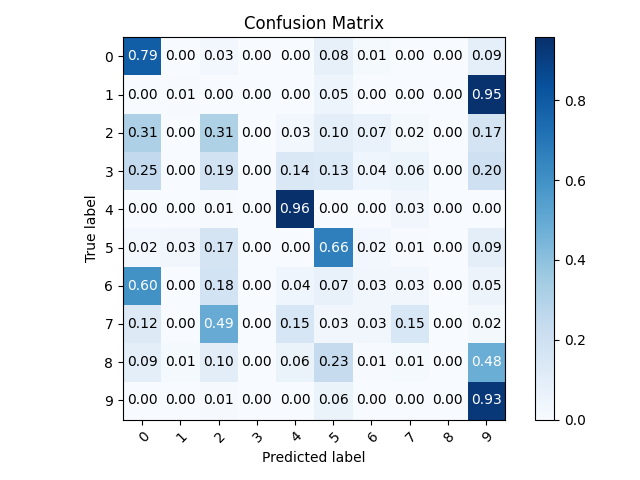 Confusion Matrix
True label
0 0.79 0.00 0.03 0.00 0.00 0.08 0.01 0.00 0.00 0.09
1 0.00 0.01 0.00 0.00 0.00 0.05 0.00 0.00 0.00 0.95
2 0.31 0.00 0.31 0.00 0.03 0.10 0.07 0.02 0.00 0.17
3 0.25 0.00 0.19 0.00 0.14 0.13 0.04 0.06 0.00 0.20
4 0.00 0.00 0.01 0.00 0.96 0.00 0.00 0.03 0.00 0.00
5 0.02 0.03 0.17 0.00 0.00 0.66 0.02 0.01 0.00 0.09
6 0.60 0.00 0.18 0.00 0.04 0.07 0.03 0.03 0.00 0.05
7 0.12 0.00 0.49 0.00 0.15 0.03 0.03 0.15 0.00 0.02
8 0.09 0.01 0.10 0.00 0.06 0.23 0.01 0.01 0.00 0.48
9 0.00 0.00 0.01 0.00 0.00 0.06 0.00 0.00 0.00 0.93
0 1 2 3 4 5 6 7 8 9
Predicted label
0.8
0.6
0.4
0.2
0.0